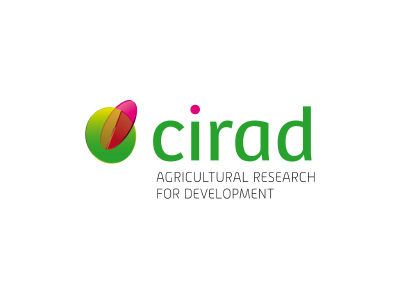 cirad
AGRICULTURAL RESEARCH
FOR DEVELOPMENT